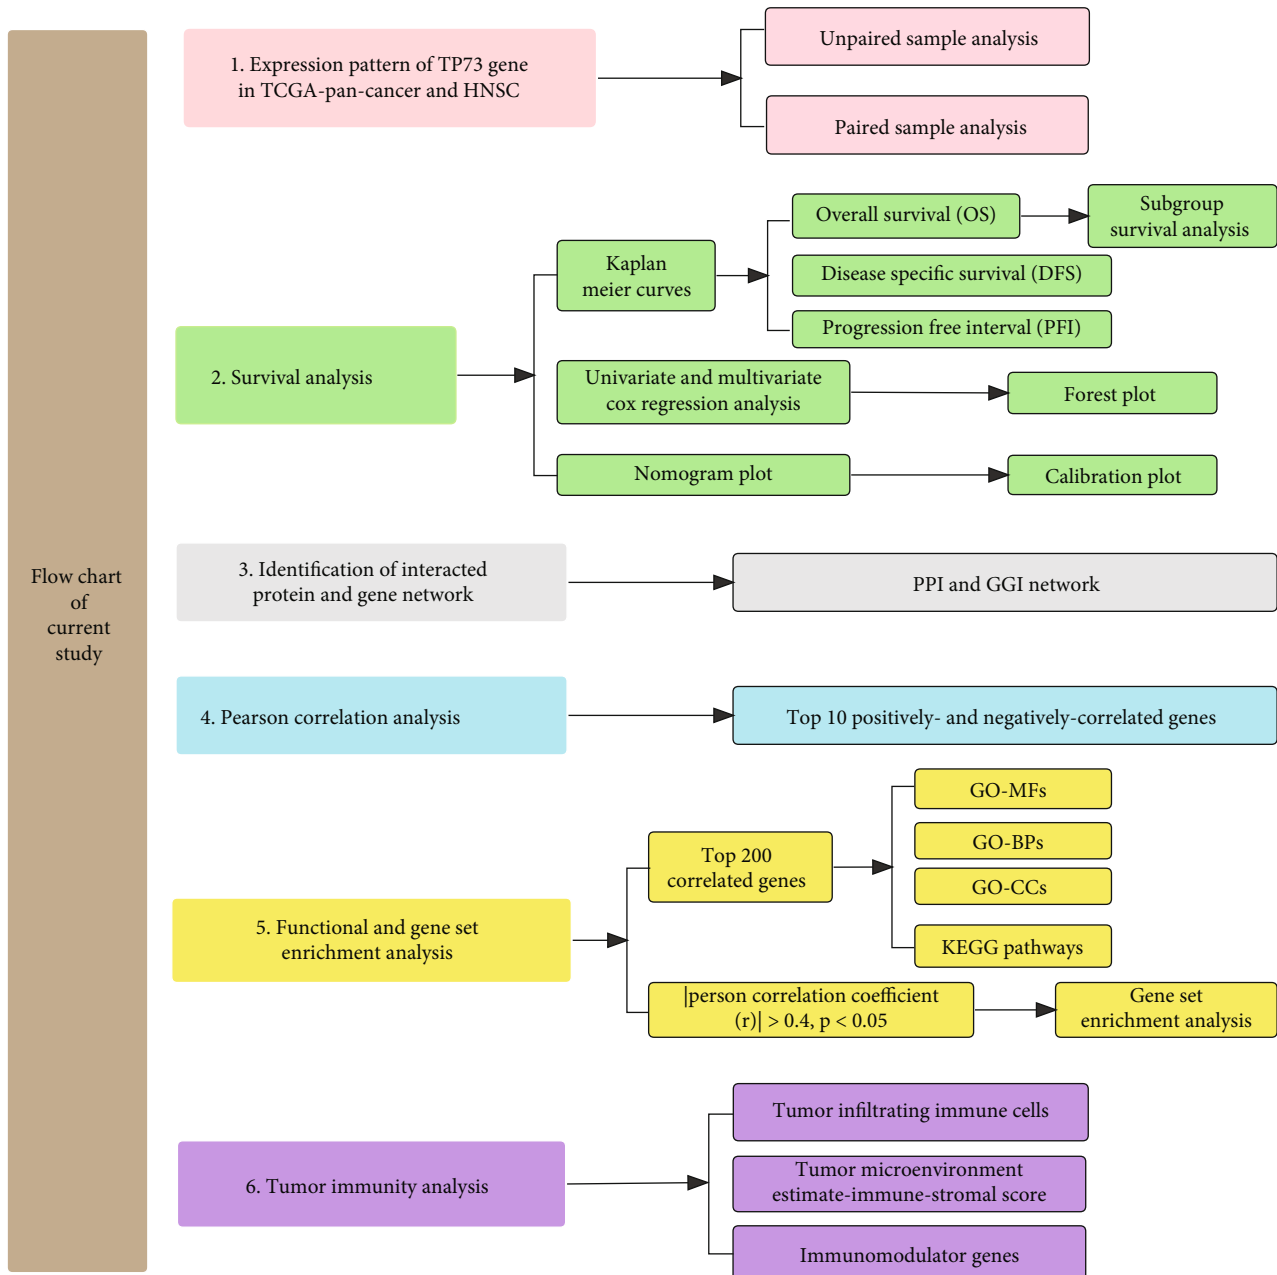 Flow chart
of
current
study
1. Expression pattern of TP73 gene
in TCGA-pan-cancer and HNSC
Unpaired sample analysis
Paired sample analysis
2. Survival analysis
Kaplan
meier curves
Overall survival (OS)
Subgroup
survival analysis
Disease specific survival (DFS)
Progression free interval (PFI)
Univariate and multivariate
cox regression analysis
Forest plot
Nomogram plot
Calibration plot
3. Identification of interacted
protein and gene network
PPI and GGI network
4. Pearson correlation analysis
Top 10 positively- and negatively-correlated genes
5. Functional and gene set
enrichment analysis
Top 200
correlated genes
GO-MFs
GO-BPs
GO-CCs
KEGG pathways
|person correlation coefficient
(r)| > 0.4, p < 0.05
Gene set
enrichment analysis
6. Tumor immunity analysis
Tumor infiltrating immune cells
Tumor microenvironment
estimate-immune-stromal score
Immunomodulator genes